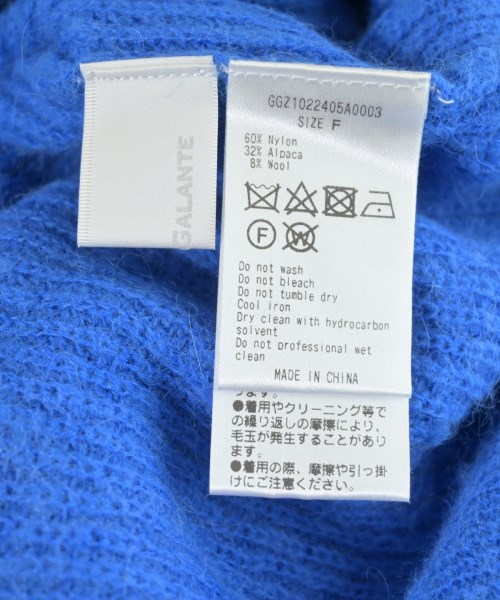 GALANTE
GGZ1022405A0003
SIZE F
60% Nylon
32% Alpaca
8% Wool
F
W
Do not wash
Do not bleach
Do not tumble dry
Cool iron
Dry clean with hydrocarbon
solvent
Do not professional wet
clean
MADE IN CHINA
ります。
●着用やクリーニング等で
の繰り返しの摩擦により、
毛玉が発生することがあり
ます。
●着用の際、摩擦や引っ掛
けにご注意ください。